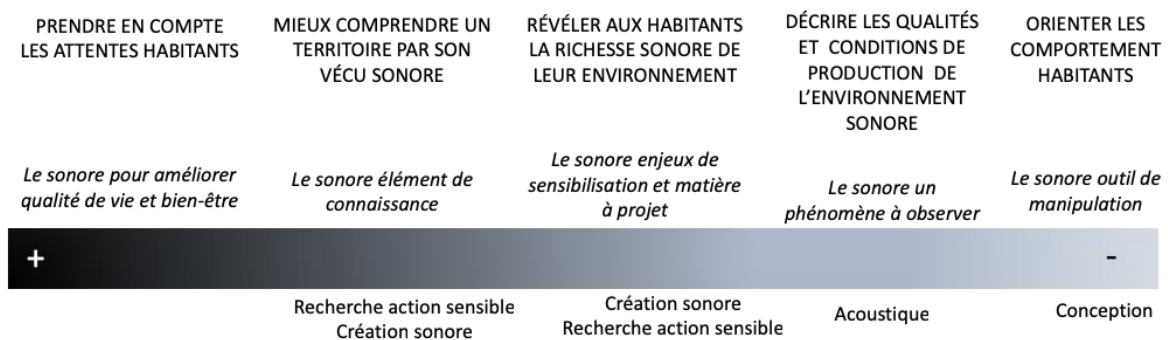 PRENDRE EN COMPTE
LES ATTENTES HABITANTS
MIEUX COMPRENDRE UN
TERRITOIRE PAR SON
VÉCU SONORE
RÉVÉLER AUX HABITANTS
LA RICHESSE SONORE DE
LEUR ENVIRONNEMENT
DÉCRIRE LES QUALITÉS
ET CONDITIONS DE
PRODUCTION DE
L'ENVIRONNEMENT
SONORE
ORIENTER LES
COMPORTEMENT
HABITANTS
Le sonore pour améliorer
qualité de vie et bien-être
Le sonore élément de
connaissance
Le sonore enjeux de
sensibilisation et matière
à projet
Le sonore un
phénomène à observer
Le sonore outil de
manipulation
+
-
Recherche action sensible
Création sonore
Création sonore
Recherche action sensible
Acoustique
Conception